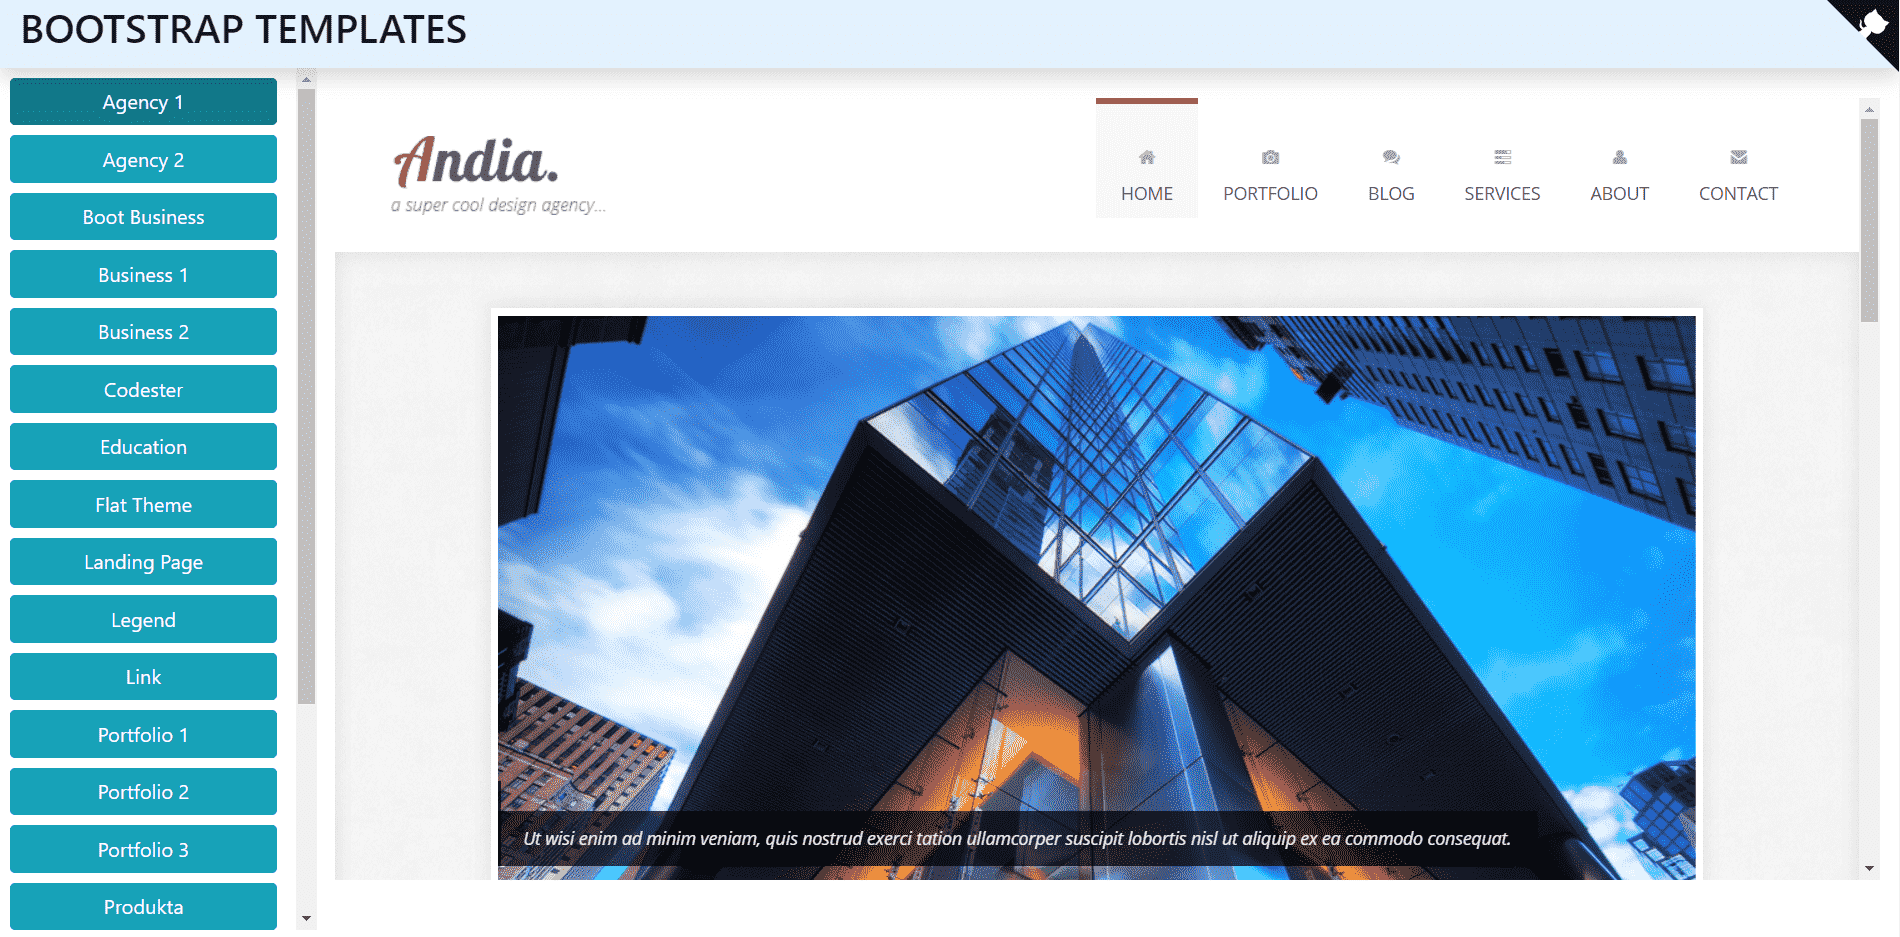 BOOTSTRAP TEMPLATES
Agency 1
Agency 2
Boot Business
Business 1
Business 2
Codester
Education
Flat Theme
Landing Page
Legend
Link
Portfolio 1
Portfolio 2
Portfolio 3
Produkta
Andia.
a super cool design agency...
HOME PORTFOLIO BLOG SERVICES ABOUT CONTACT
Ut wisi enim ad minim veniam, quis nostrud exerci tation ullamcorper suscipit lobortis nisl ut aliquip ex ea commodo consequat.